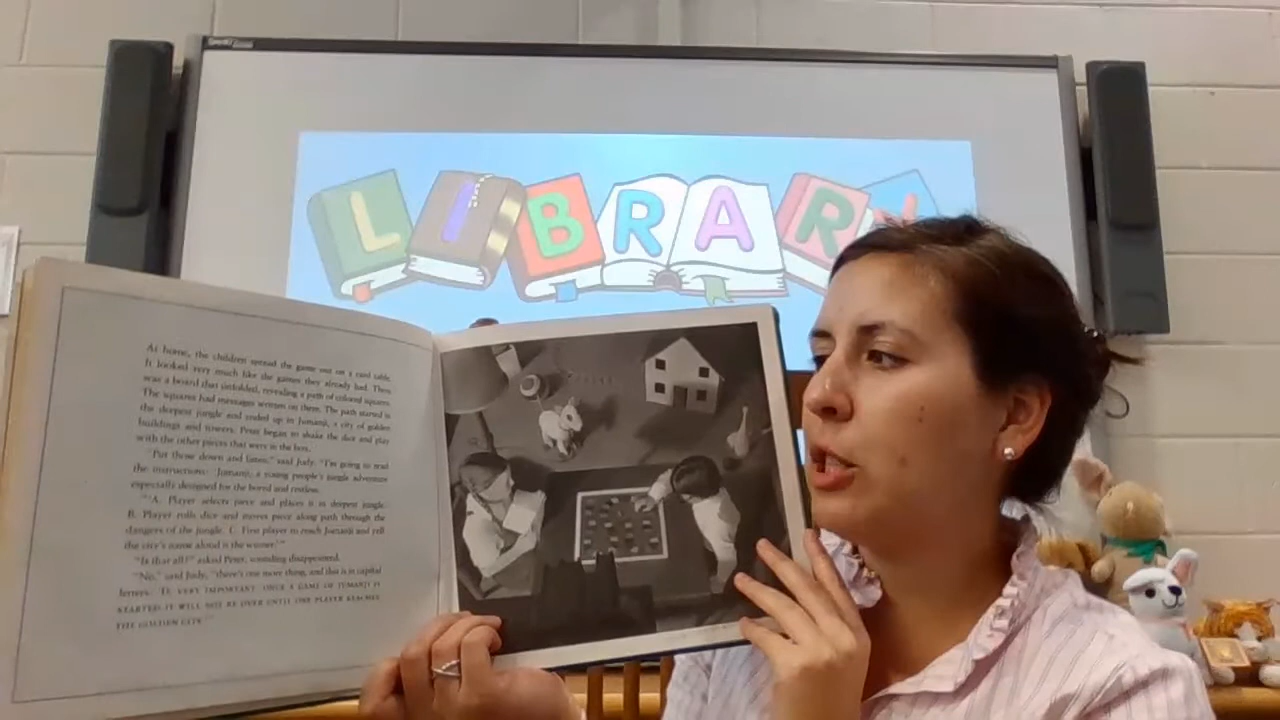 LIBRARY
At home, the children spread the game out on a card table.
It looked very much like the games they already had. There
was a board that unfolded, revealing a path of colored squares.
The squares had messages written on them. The path started in
the deepest jungle and ended up in Jumanji, a city of golden
buildings and towers. Peter began to shake the dice and play
with the other pieces that were in the box.
"Put those down and listen," said Judy. "I'm going to read
the instructions: 'Jumanji, a young people's jungle adventure
especially designed for the bored and restless.
"'A. Player selects piece and places it in deepest jungle.
B. Player rolls dice and moves piece along path through the
dangers of the jungle. C. First player to reach Jumanji and yell
the city's name aloud is the winner.'"
"Is that all?" asked Peter, sounding disappointed.
"No," said Judy, "there's one more thing, and this is in capital
letters: 'D. VERY IMPORTANT: ONCE A GAME OF JUMANJI IS
STARTED IT WILL NOT BE OVER UNTIL ONE PLAYER REACHES
THE GOLDEN CITY.'"